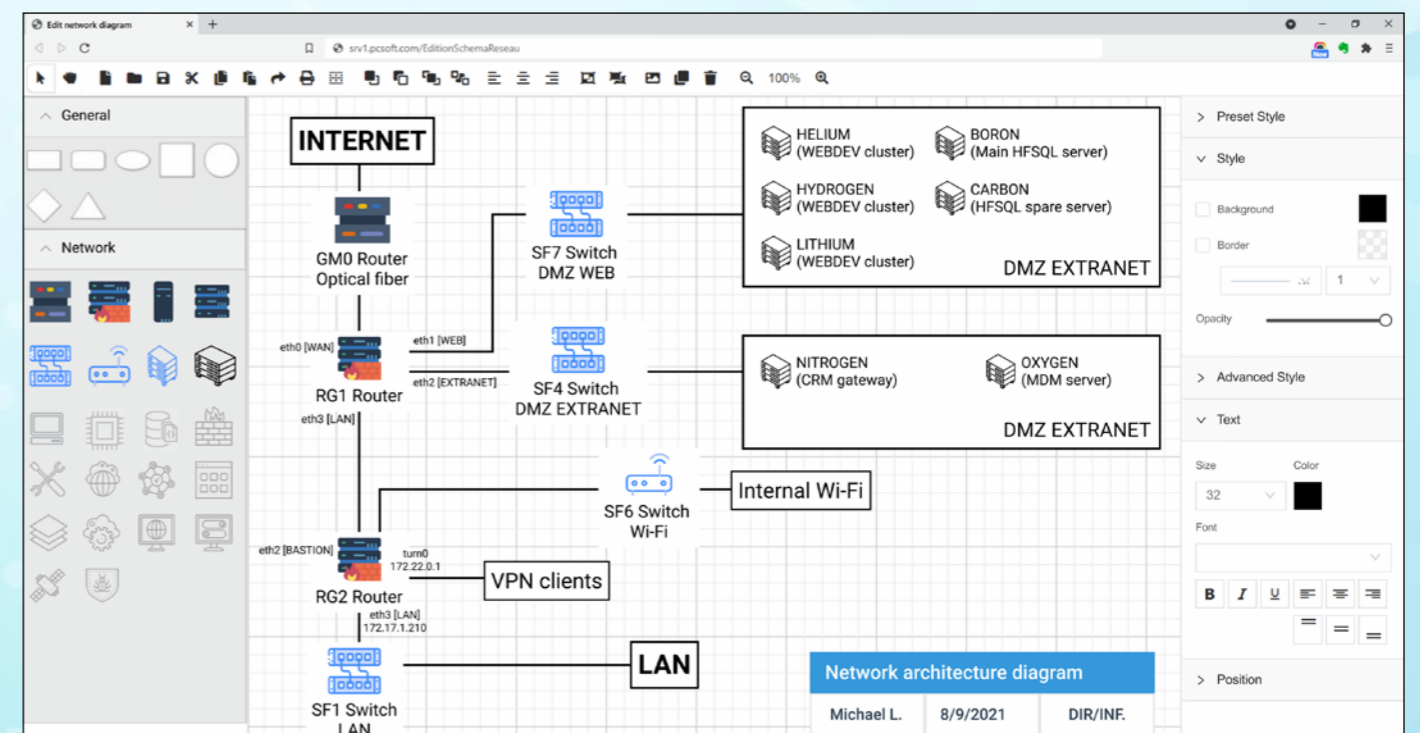 Edit network diagram
srv1.pcsoft.com/EditionSchemaReseau
New
100%
General
Network
INTERNET
GM0 Router
Optical fiber
eth0 [WAN]
eth1 [WEB]
eth2 [EXTRANET]
RG1 Router
eth3 [LAN]
SF7 Switch
DMZ WEB
SF4 Switch
DMZ EXTRANET
HELIUM
(WEBDEV cluster)
BORON
(Main HFSQL server)
HYDROGEN
(WEBDEV cluster)
CARBON
(HFSQL spare server)
LITHIUM
(WEBDEV cluster)
DMZ EXTRANET
NITROGEN
(CRM gateway)
OXYGEN
(MDM server)
DMZ EXTRANET
SF6 Switch
Wi-Fi
Internal Wi-Fi
eth2 [BASTION]
turn0
172.22.0.1
RG2 Router
VPN clients
eth3 [LAN]
172.17.1.210
SF1 Switch
LAN
LAN
Network architecture diagram
Michael L.
8/9/2021
DIR/INF.
Preset Style
Style
Background
Border
1
Opacity
Advanced Style
Text
Size
Color
32
Font
B
I
U
Position